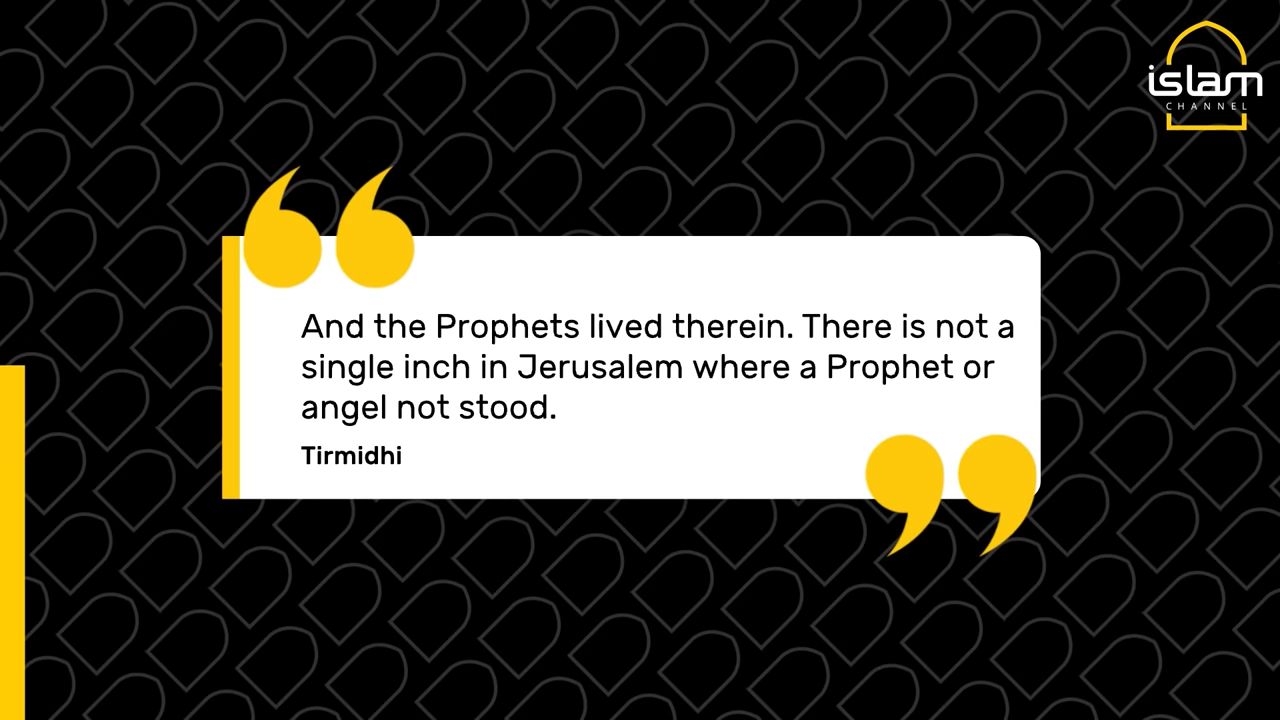 islam
CHANNEL
And the Prophets lived therein. There is not a
single inch in Jerusalem where a Prophet or
angel not stood.
Tirmidhi